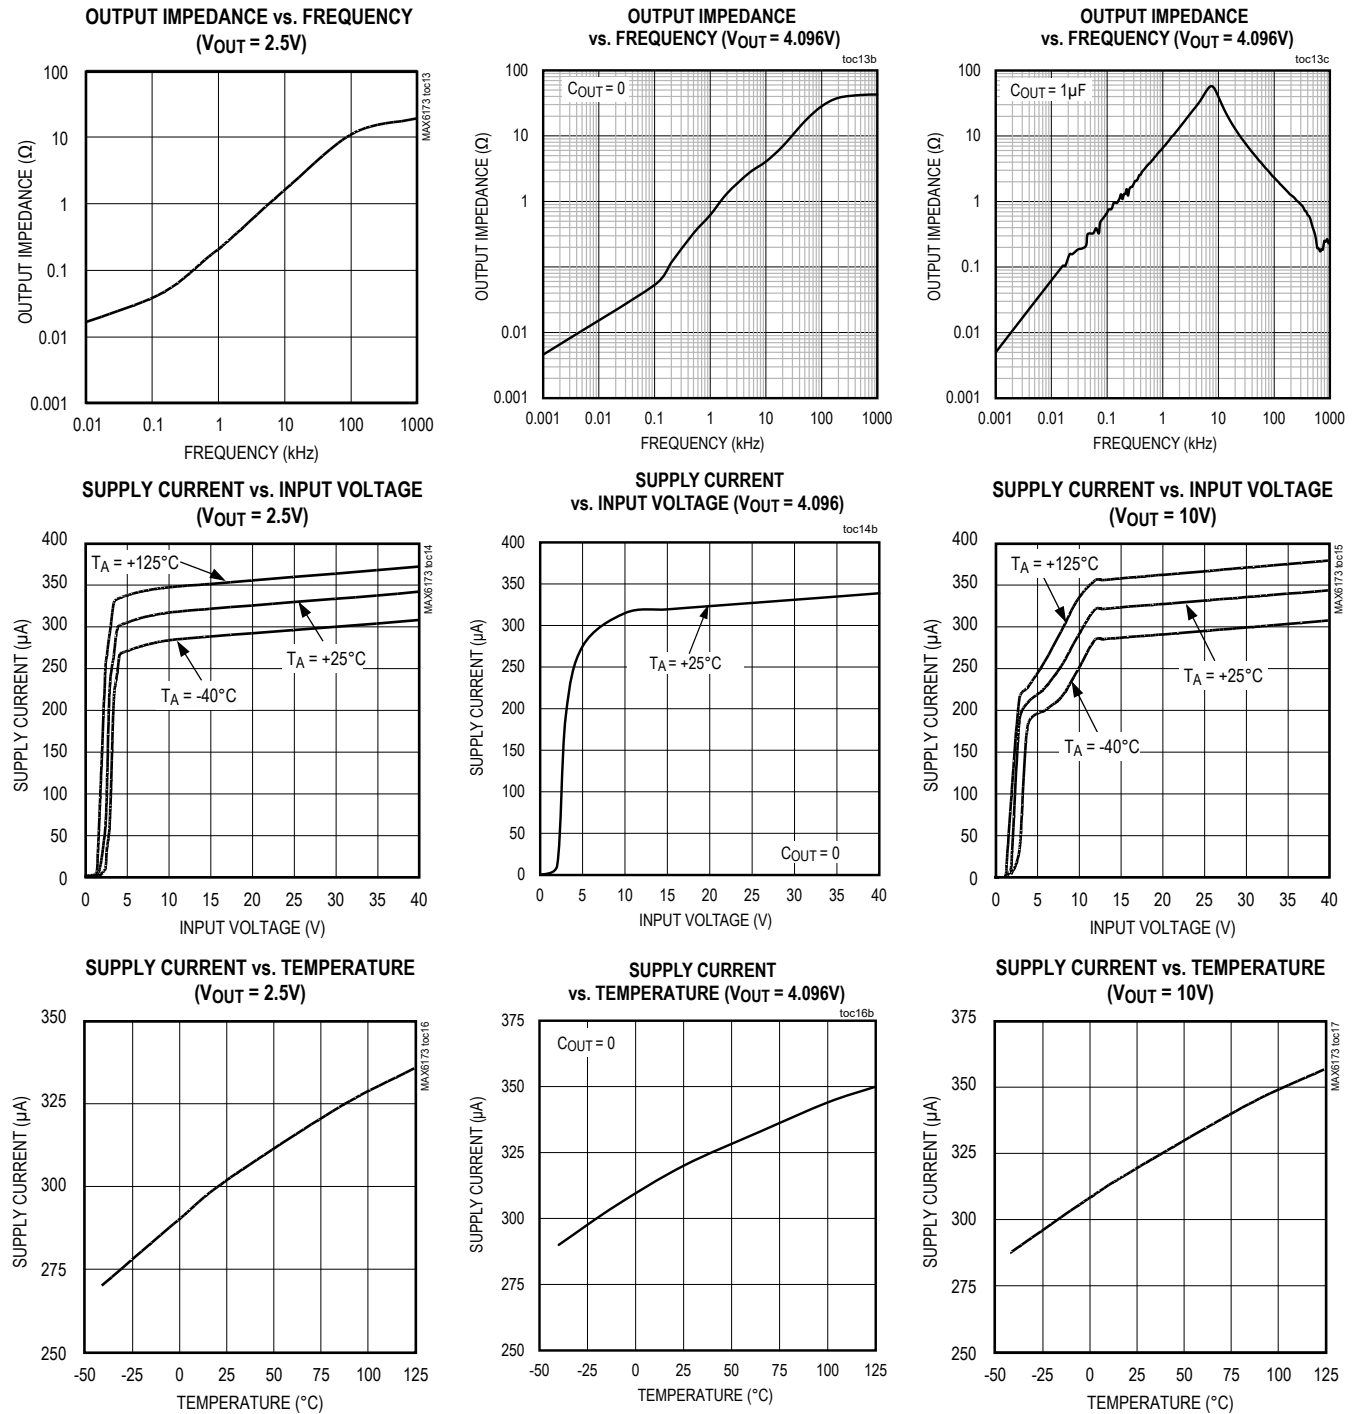 OUTPUT IMPEDANCE vs. FREQUENCY
(VOUT = 2.5V)
MAX6173 toc13
OUTPUT IMPEDANCE (Ω)
100
10
1
0.1
0.01
0.001
0.01 0.1 1 10 100 1000
FREQUENCY (kHz)
OUTPUT IMPEDANCE
vs. FREQUENCY (VOUT = 4.096V)
toc13b
COUT = 0
OUTPUT IMPEDANCE (Ω)
100
10
1
0.1
0.01
0.001
0.001 0.01 0.1 1 10 100 1000
FREQUENCY (kHz)
OUTPUT IMPEDANCE
vs. FREQUENCY (VOUT = 4.096V)
toc13c
COUT = 1µF
OUTPUT IMPEDANCE (Ω)
100
10
1
0.1
0.01
0.001
0.001 0.01 0.1 1 10 100 1000
FREQUENCY (kHz)
SUPPLY CURRENT vs. INPUT VOLTAGE
(VOUT = 2.5V)
MAX6173 toc14
SUPPLY CURRENT (µA)
400
350
300
250
200
150
100
50
0
TA = +125°C
TA = +25°C
TA = -40°C
0 5 10 15 20 25 30 35 40
INPUT VOLTAGE (V)
SUPPLY CURRENT
vs. INPUT VOLTAGE (VOUT = 4.096)
toc14b
SUPPLY CURRENT (µA)
400
350
300
250
200
150
100
50
0
TA = +25°C
COUT = 0
0 5 10 15 20 25 30 35 40
INPUT VOLTAGE (V)
SUPPLY CURRENT vs. INPUT VOLTAGE
(VOUT = 10V)
MAX6173 toc15
SUPPLY CURRENT (µA)
400
350
300
250
200
150
100
50
0
TA = +125°C
TA = +25°C
TA = -40°C
0 5 10 15 20 25 30 35 40
INPUT VOLTAGE (V)
SUPPLY CURRENT vs. TEMPERATURE
(VOUT = 2.5V)
MAX6173 toc16
SUPPLY CURRENT (µA)
350
325
300
275
250
-50 -25 0 25 50 75 100 125
TEMPERATURE (°C)
SUPPLY CURRENT
vs. TEMPERATURE (VOUT = 4.096V)
toc16b
COUT = 0
SUPPLY CURRENT (µA)
375
350
325
300
275
250
-50 -25 0 25 50 75 100 125
TEMPERATURE (°C)
SUPPLY CURRENT vs. TEMPERATURE
(VOUT = 10V)
MAX6173 toc17
SUPPLY CURRENT (µA)
375
350
325
300
275
250
-50 -25 0 25 50 75 100 125
TEMPERATURE (°C)